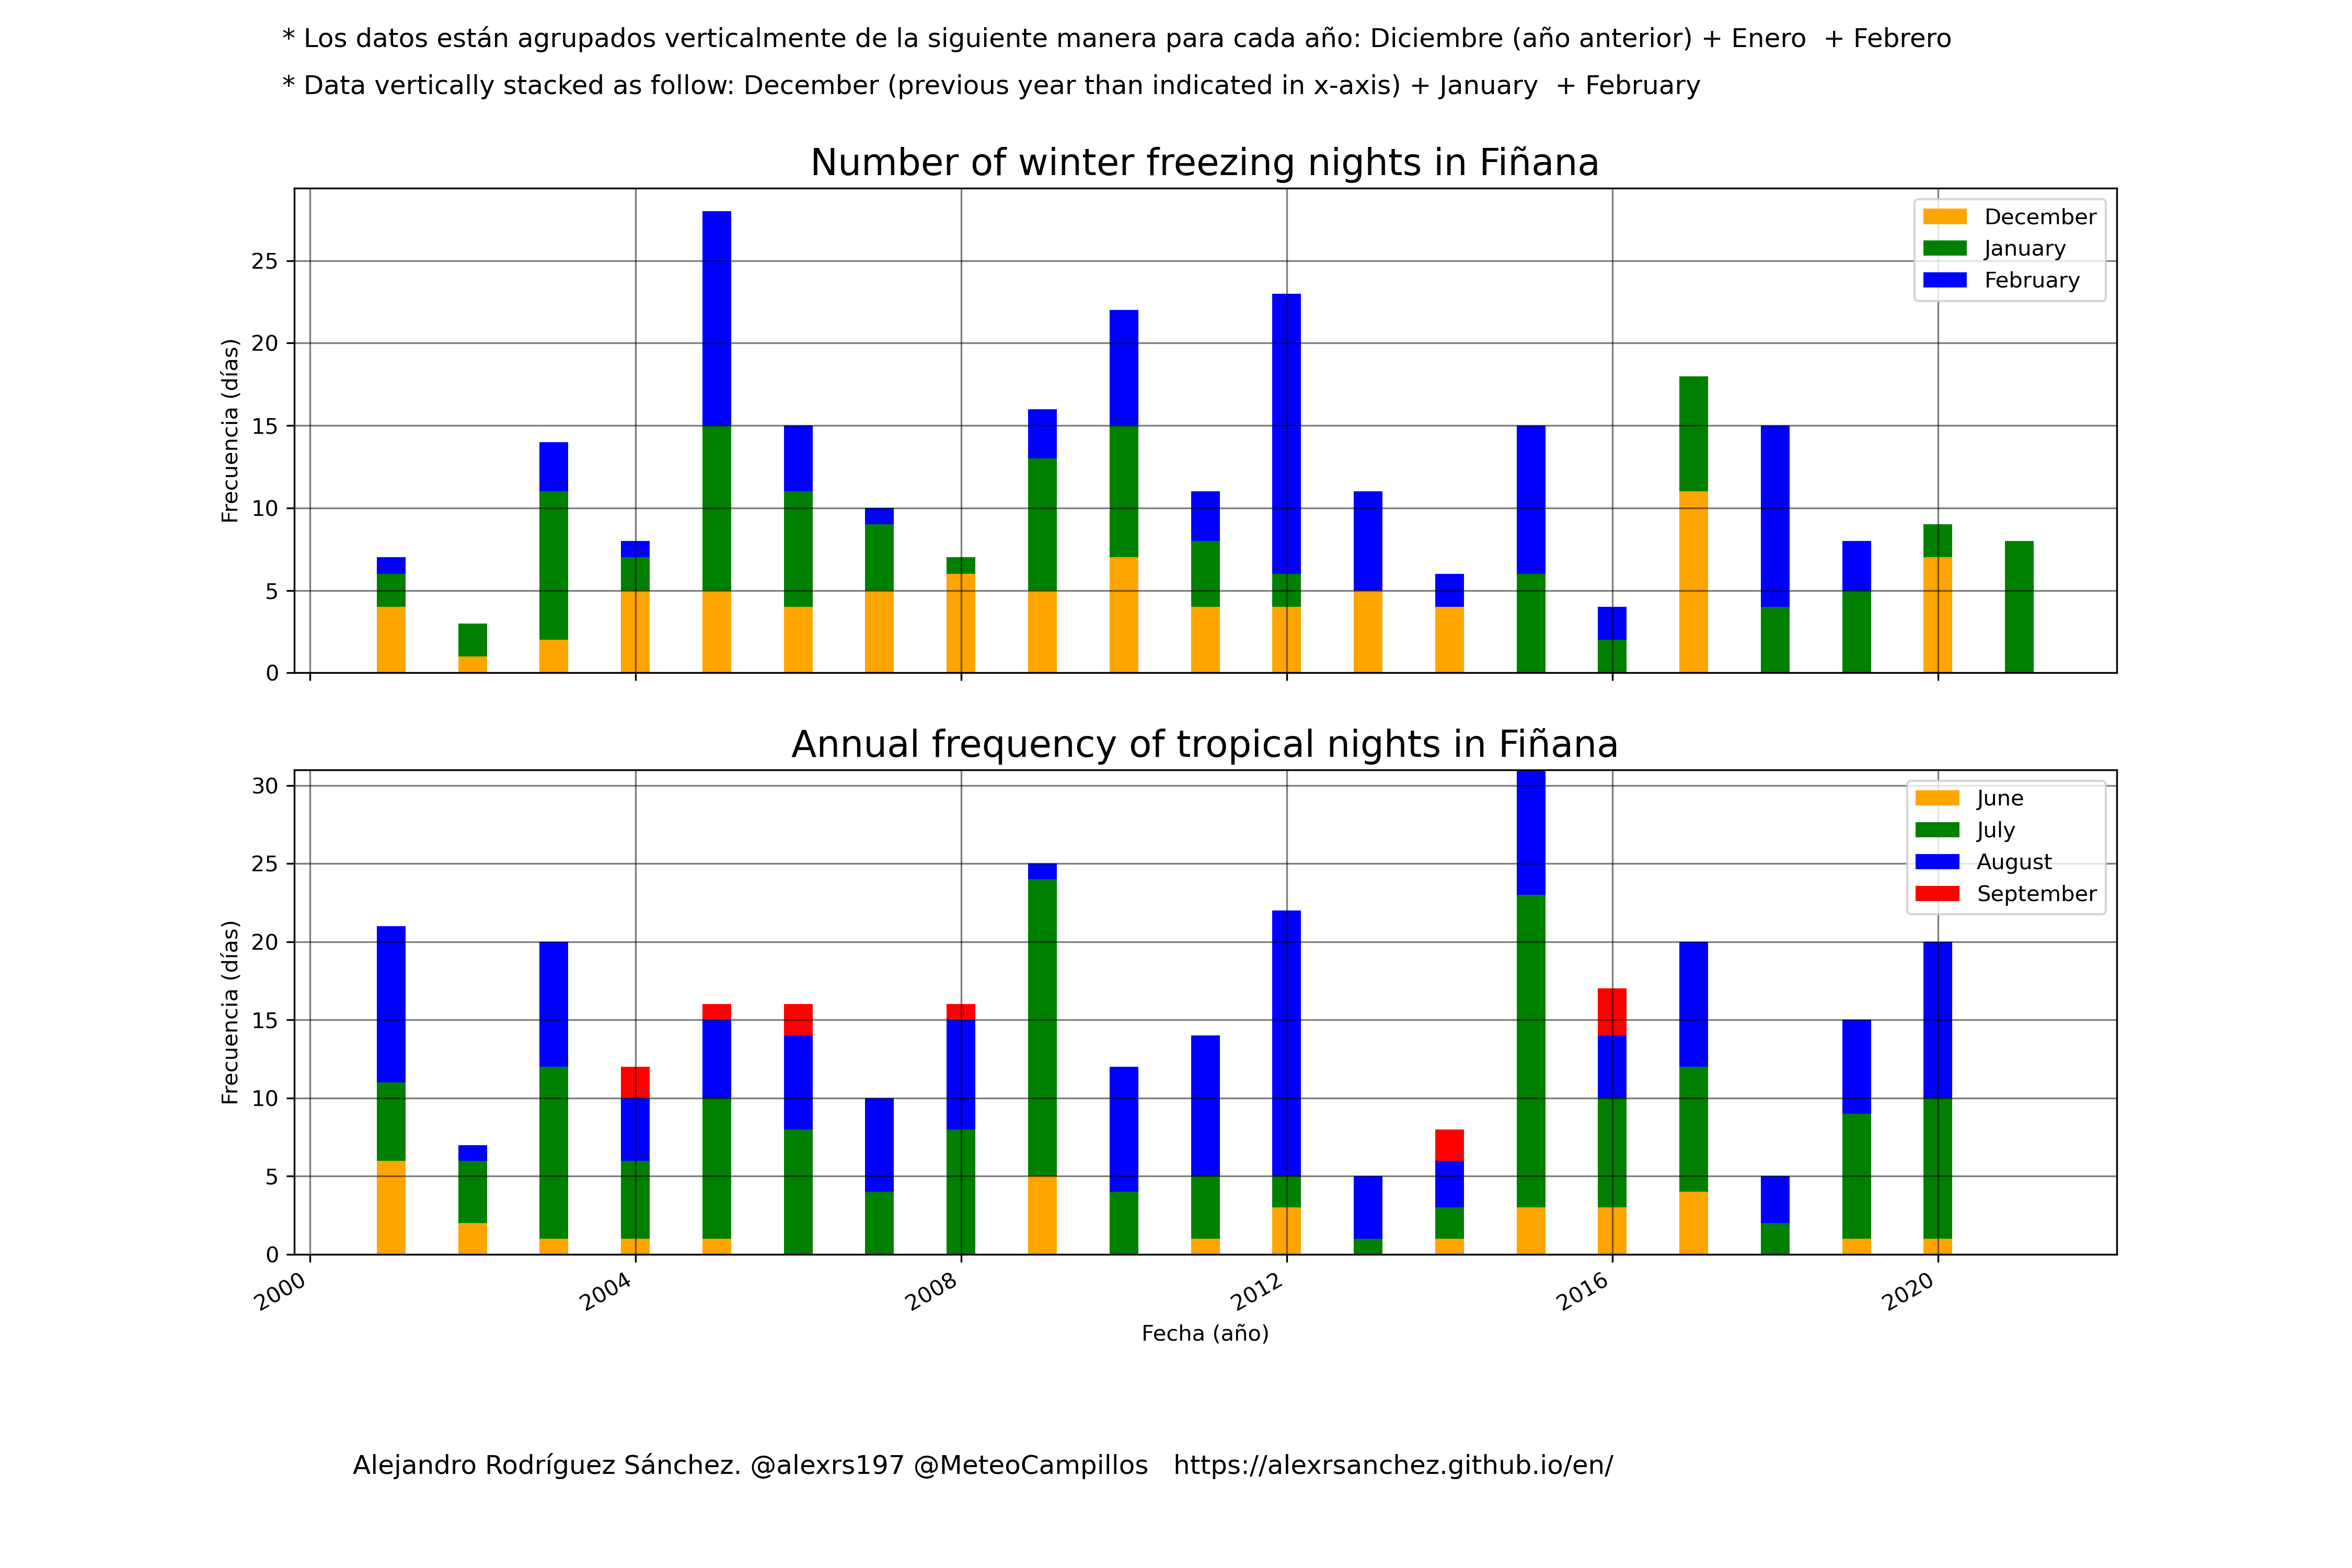 * Los datos están agrupados verticalmente de la siguiente manera para cada año: Diciembre (año anterior) + Enero  + Febrero
* Data vertically stacked as follow: December (previous year than indicated in x-axis) + January  + February
Number of winter freezing nights in Fiñana
December
January
February
Frecuencia (días)
25
20
15
10
5
0
Annual frequency of tropical nights in Fiñana
June
July
August
September
Frecuencia (días)
30
25
20
15
10
5
0
2000 2004 2008 2012 2016 2020
Fecha (año)
Alejandro Rodríguez Sánchez. @alexrs197 @MeteoCampillos   https://alexrsanchez.github.io/en/